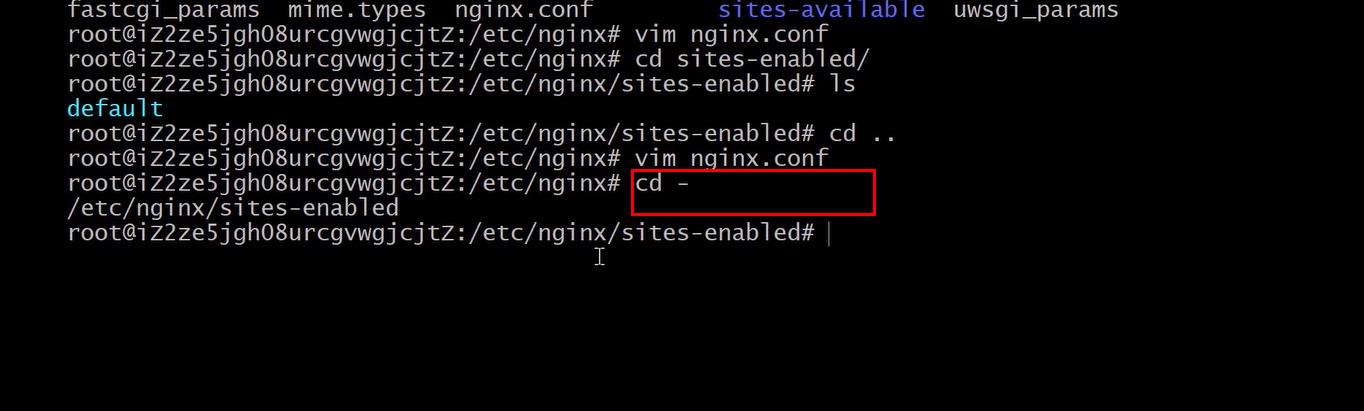 fastcgi_params  mime.types  nginx.conf         sites-available  uwsgi_params
root@iZ2ze5jgh08urcgvwgjcjtZ:/etc/nginx# vim nginx.conf
root@iZ2ze5jgh08urcgvwgjcjtZ:/etc/nginx# cd sites-enabled/
root@iZ2ze5jgh08urcgvwgjcjtZ:/etc/nginx/sites-enabled# ls
default
root@iZ2ze5jgh08urcgvwgjcjtZ:/etc/nginx/sites-enabled# cd ..
root@iZ2ze5jgh08urcgvwgjcjtZ:/etc/nginx# vim nginx.conf
root@iZ2ze5jgh08urcgvwgjcjtZ:/etc/nginx# cd -
/etc/nginx/sites-enabled
root@iZ2ze5jgh08urcgvwgjcjtZ:/etc/nginx/sites-enabled#